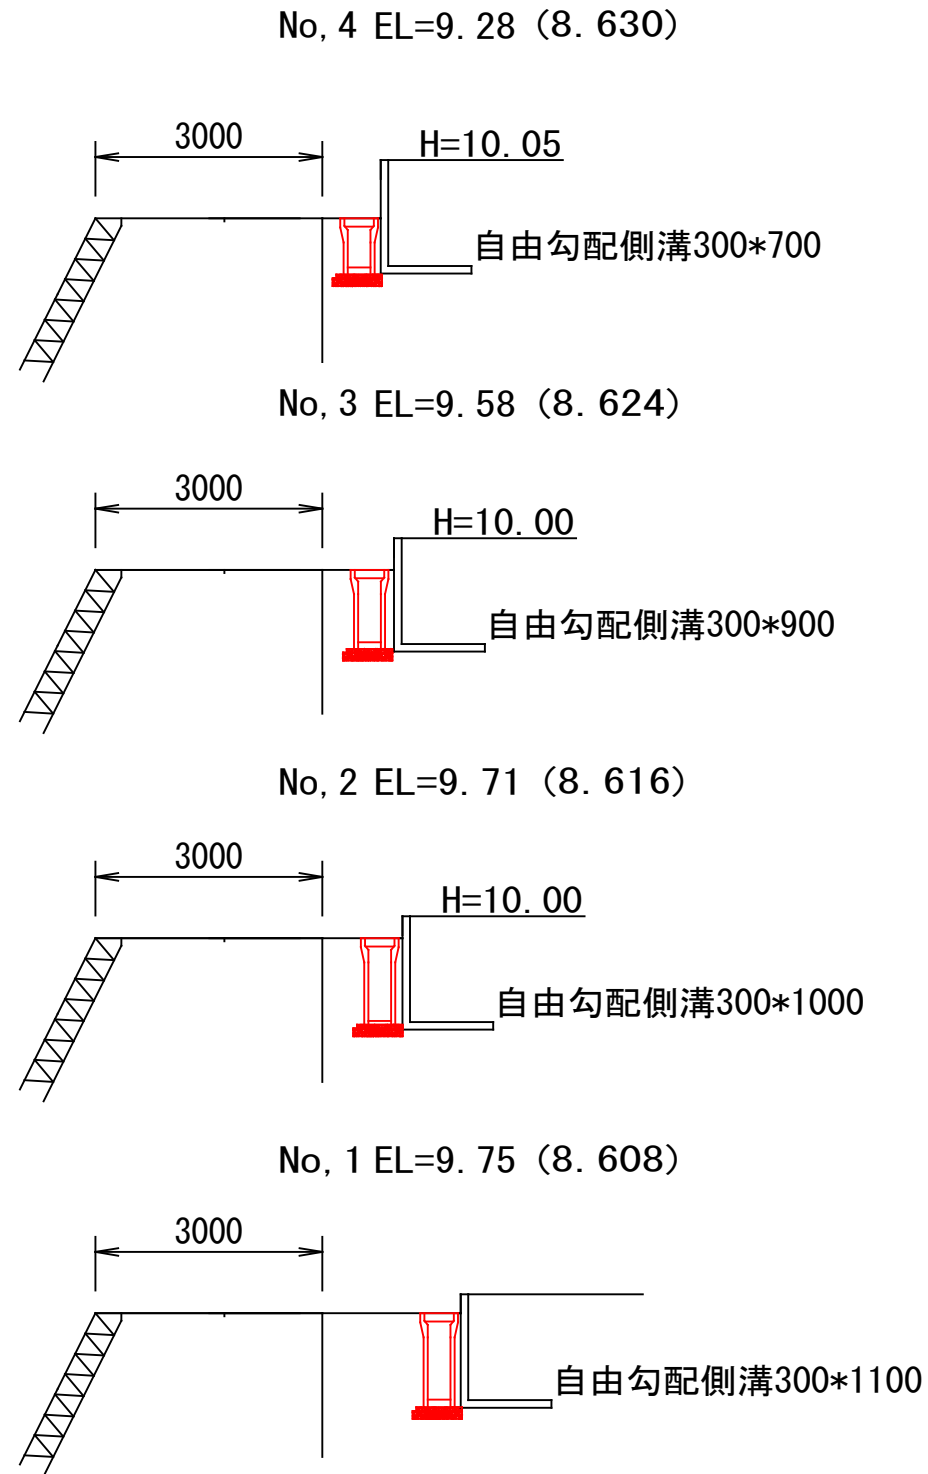 No,4 EL=9.28 (8.630)
3000
H=10.05
自由勾配側溝300*700
No,3 EL=9.58 (8.624)
3000
H=10.00
自由勾配側溝300*900
No,2 EL=9.71 (8.616)
3000
H=10.00
自由勾配側溝300*1000
No,1 EL=9.75 (8.608)
3000
自由勾配側溝300*1100